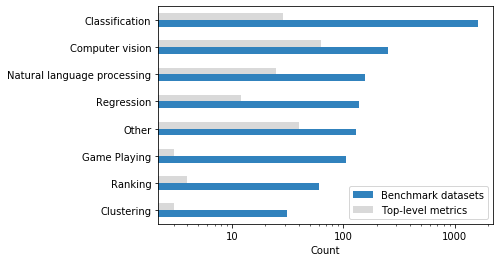 Classification
Computer vision
Natural language processing
Regression
Other
Game Playing
Ranking
Clustering
Benchmark datasets
Top-level metrics
10
100
1000
Count